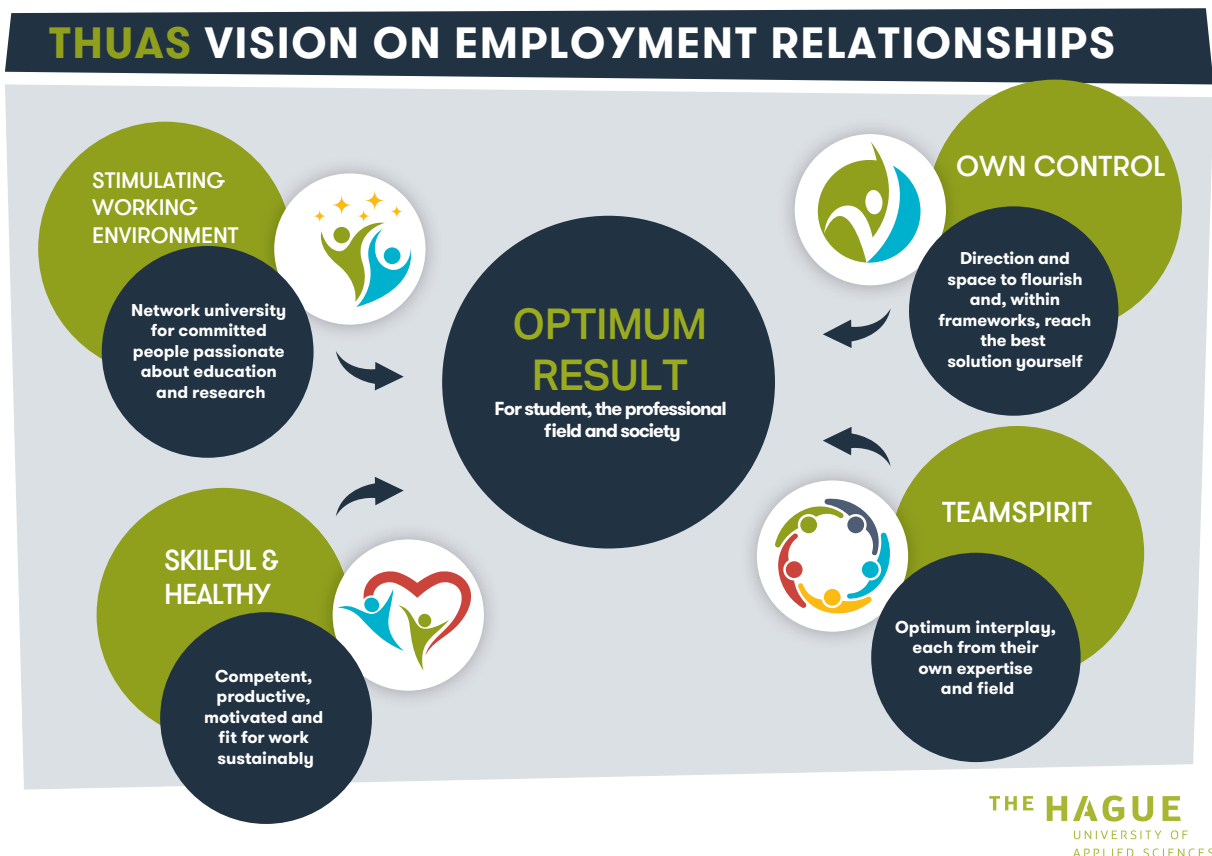 THUAS VISION ON EMPLOYMENT RELATIONSHIPS
STIMULATING
WORKING
ENVIRONMENT
Network university
for committed
people passionate
about education
and research
OWN CONTROL
Direction and
space to flourish
and, within
frameworks, reach
the best
solution yourself
OPTIMUM
RESULT
For student, the professional
field and society
SKILFUL &
HEALTHY
Competent,
productive,
motivated and
fit for work
sustainably
TEAMSPIRIT
Optimum interplay,
each from their
own expertise
and field
THE HAGUE
UNIVERSITY OF
APPLIED SCIENCES